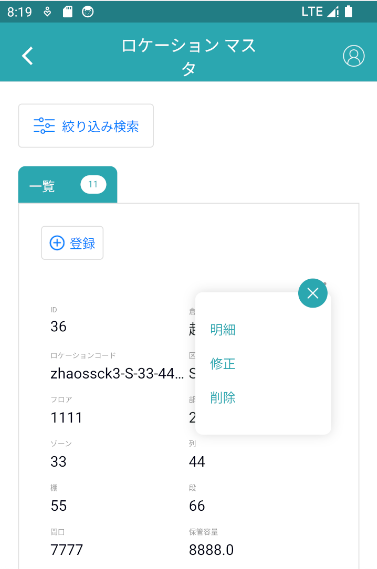 8:19
LTE
ロケーション マス
タ
絞り込み検索
一覧 11
登録
ID
36
明細
ロケーションコード
zhaossck3-S-33-44... S
修正
フロア
1111 2
削除
ゾーン 列
33 44
棚 段
55 66
間口 保管容量
7777 8888.0